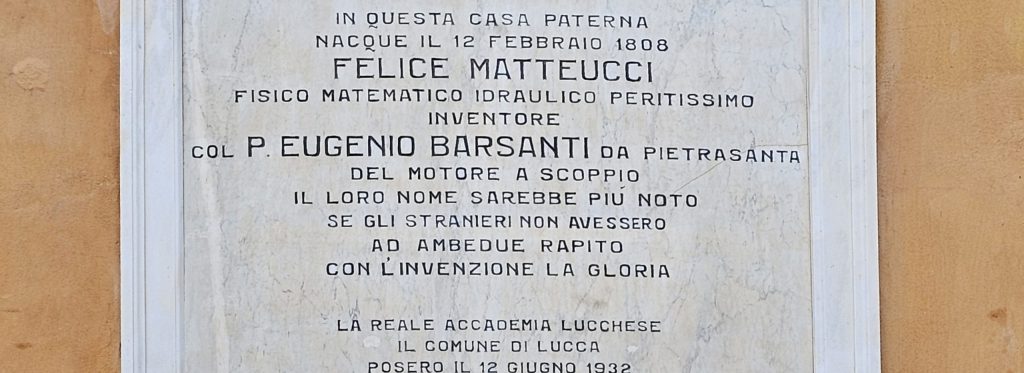 IN QUESTA CASA PATERNA
NACQUE IL 12 FEBBRAIO 1808
FELICE MATTEUCCI
FISICO MATEMATICO IDRAULICO PERITISSIMO
INVENTORE
COL P. EUGENIO BARSANTI DA PIETRASANTA
DEL MOTORE A SCOPPIO
IL LORO NOME SAREBBE PIÚ NOTO
SE GLI STRANIERI NON AVESSERO
AD AMBEDUE RAPITO
CON L'INVENZIONE LA GLORIA
LA REALE ACCADEMIA LUCCHESE
IL COMUNE DI LUCCA
POSERO IL 12 GIUGNO 1932